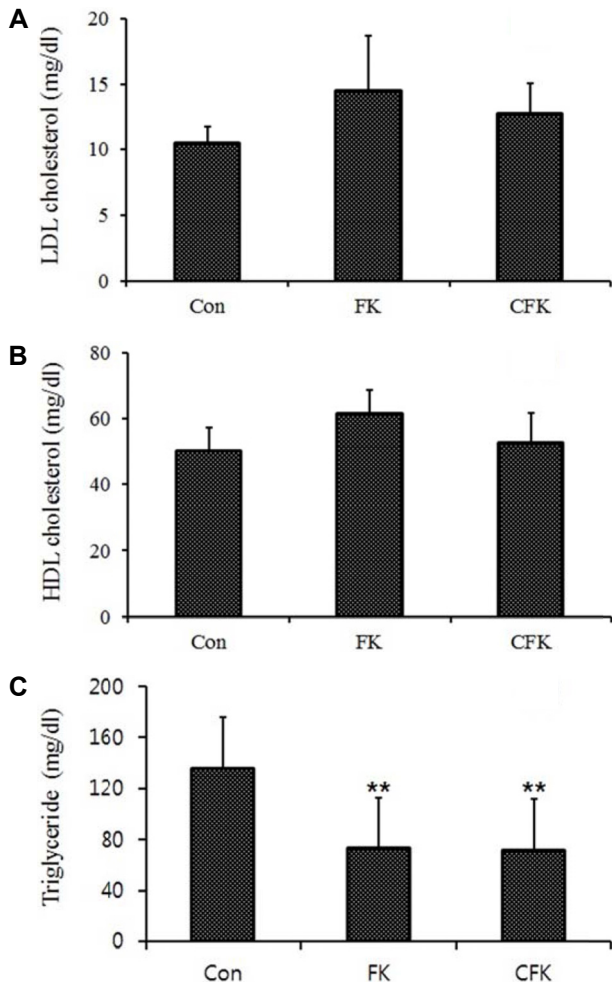 A
LDL cholesterol (mg/dl)
20
15
10
5
0
Con FK CFK
B
HDL cholesterol (mg/dl)
80
60
40
20
0
Con FK CFK
C
Triglyceride (mg/dl)
200
160
120
80
40
0
** **
Con FK CFK